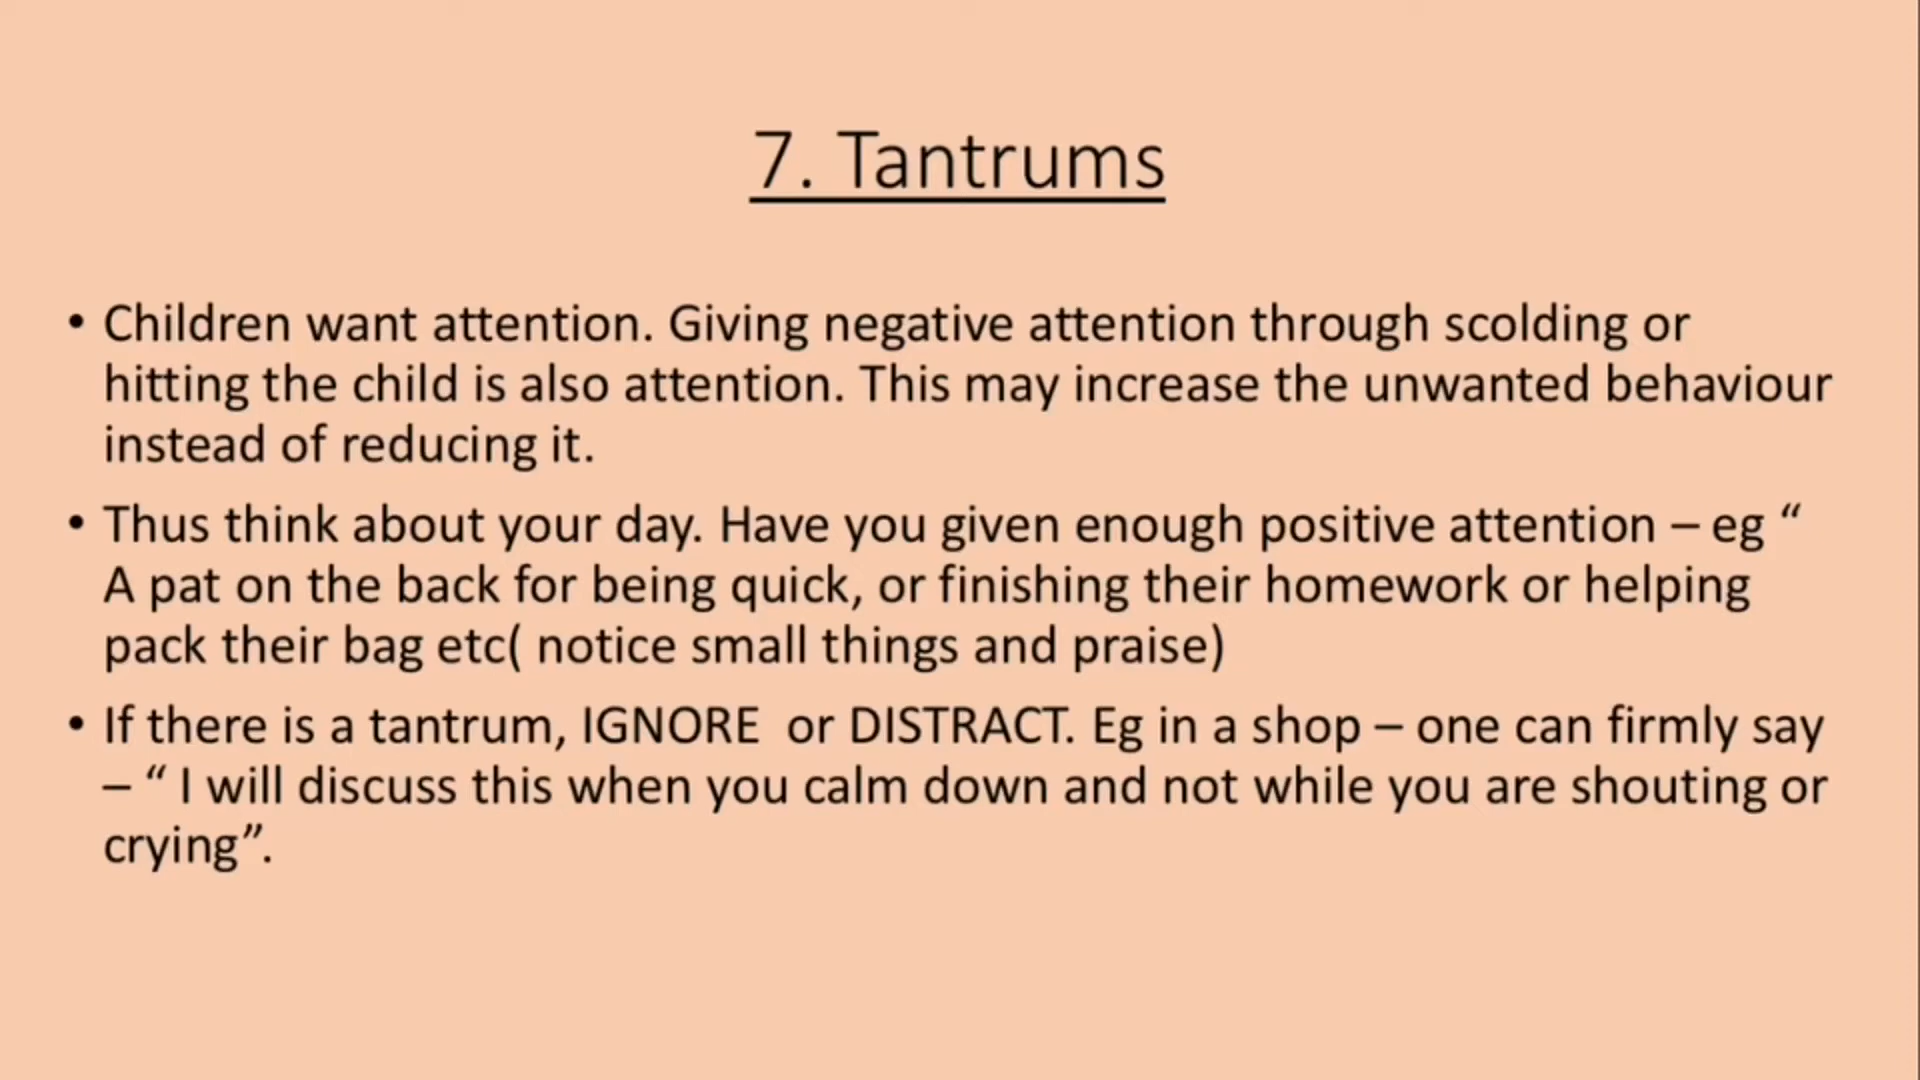 7. Tantrums
• Children want attention. Giving negative attention through scolding or
hitting the child is also attention. This may increase the unwanted behaviour
instead of reducing it.
• Thus think about your day. Have you given enough positive attention – eg “
A pat on the back for being quick, or finishing their homework or helping
pack their bag etc( notice small things and praise)
• If there is a tantrum, IGNORE  or DISTRACT. Eg in a shop – one can firmly say
– “ I will discuss this when you calm down and not while you are shouting or
crying”.